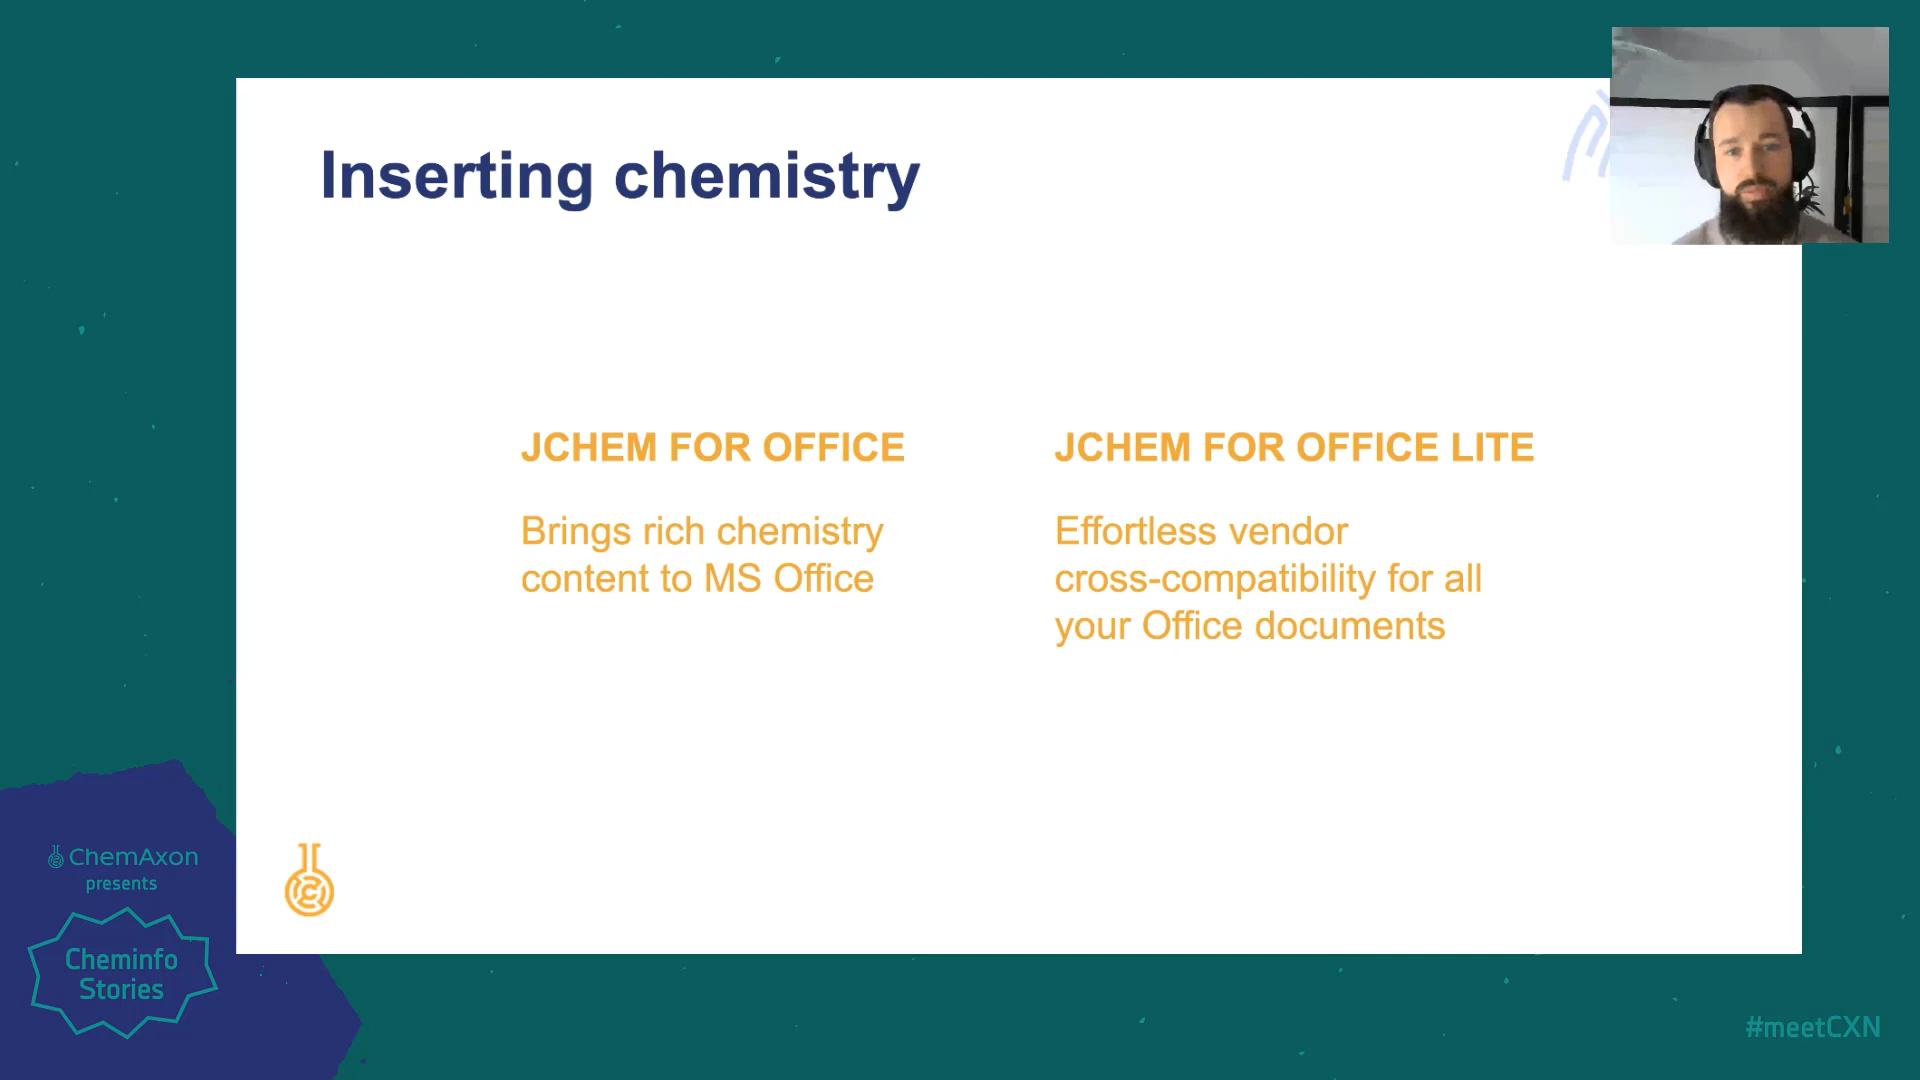 Inserting chemistry
JCHEM FOR OFFICE
Brings rich chemistry
content to MS Office
JCHEM FOR OFFICE LITE
Effortless vendor
cross-compatibility for all
your Office documents
ChemAxon
presents
Cheminfo
Stories
#meetCXN